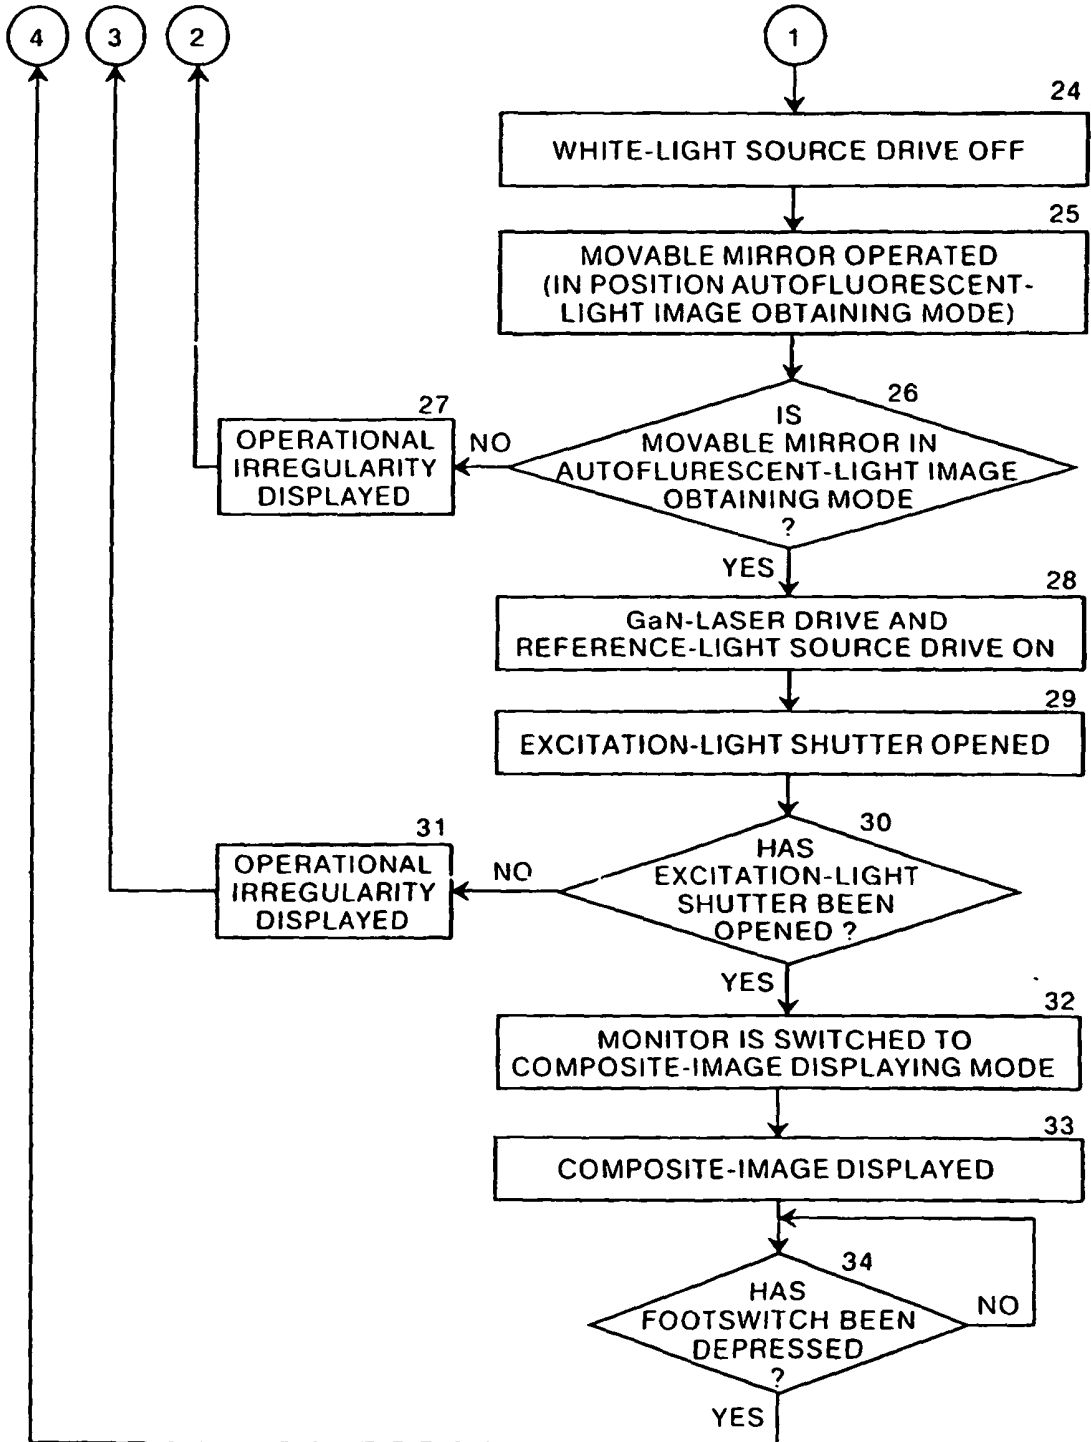 4
3
2
1
24
WHITE-LIGHT SOURCE DRIVE OFF
25
MOVABLE MIRROR OPERATED
(IN POSITION AUTOFLUORESCENT-
LIGHT IMAGE OBTAINING MODE)
26
IS
MOVABLE MIRROR IN
AUTOFLURESCENT-LIGHT IMAGE
OBTAINING MODE
?
NO
27
OPERATIONAL
IRREGULARITY
DISPLAYED
YES
28
GaN-LASER DRIVE AND
REFERENCE-LIGHT SOURCE DRIVE ON
29
EXCITATION-LIGHT SHUTTER OPENED
30
HAS
EXCITATION-LIGHT
SHUTTER BEEN
OPENED ?
NO
31
OPERATIONAL
IRREGULARITY
DISPLAYED
YES
32
MONITOR IS SWITCHED TO
COMPOSITE-IMAGE DISPLAYING MODE
33
COMPOSITE-IMAGE DISPLAYED
34
HAS
FOOTSWITCH BEEN
DEPRESSED
?
NO
YES